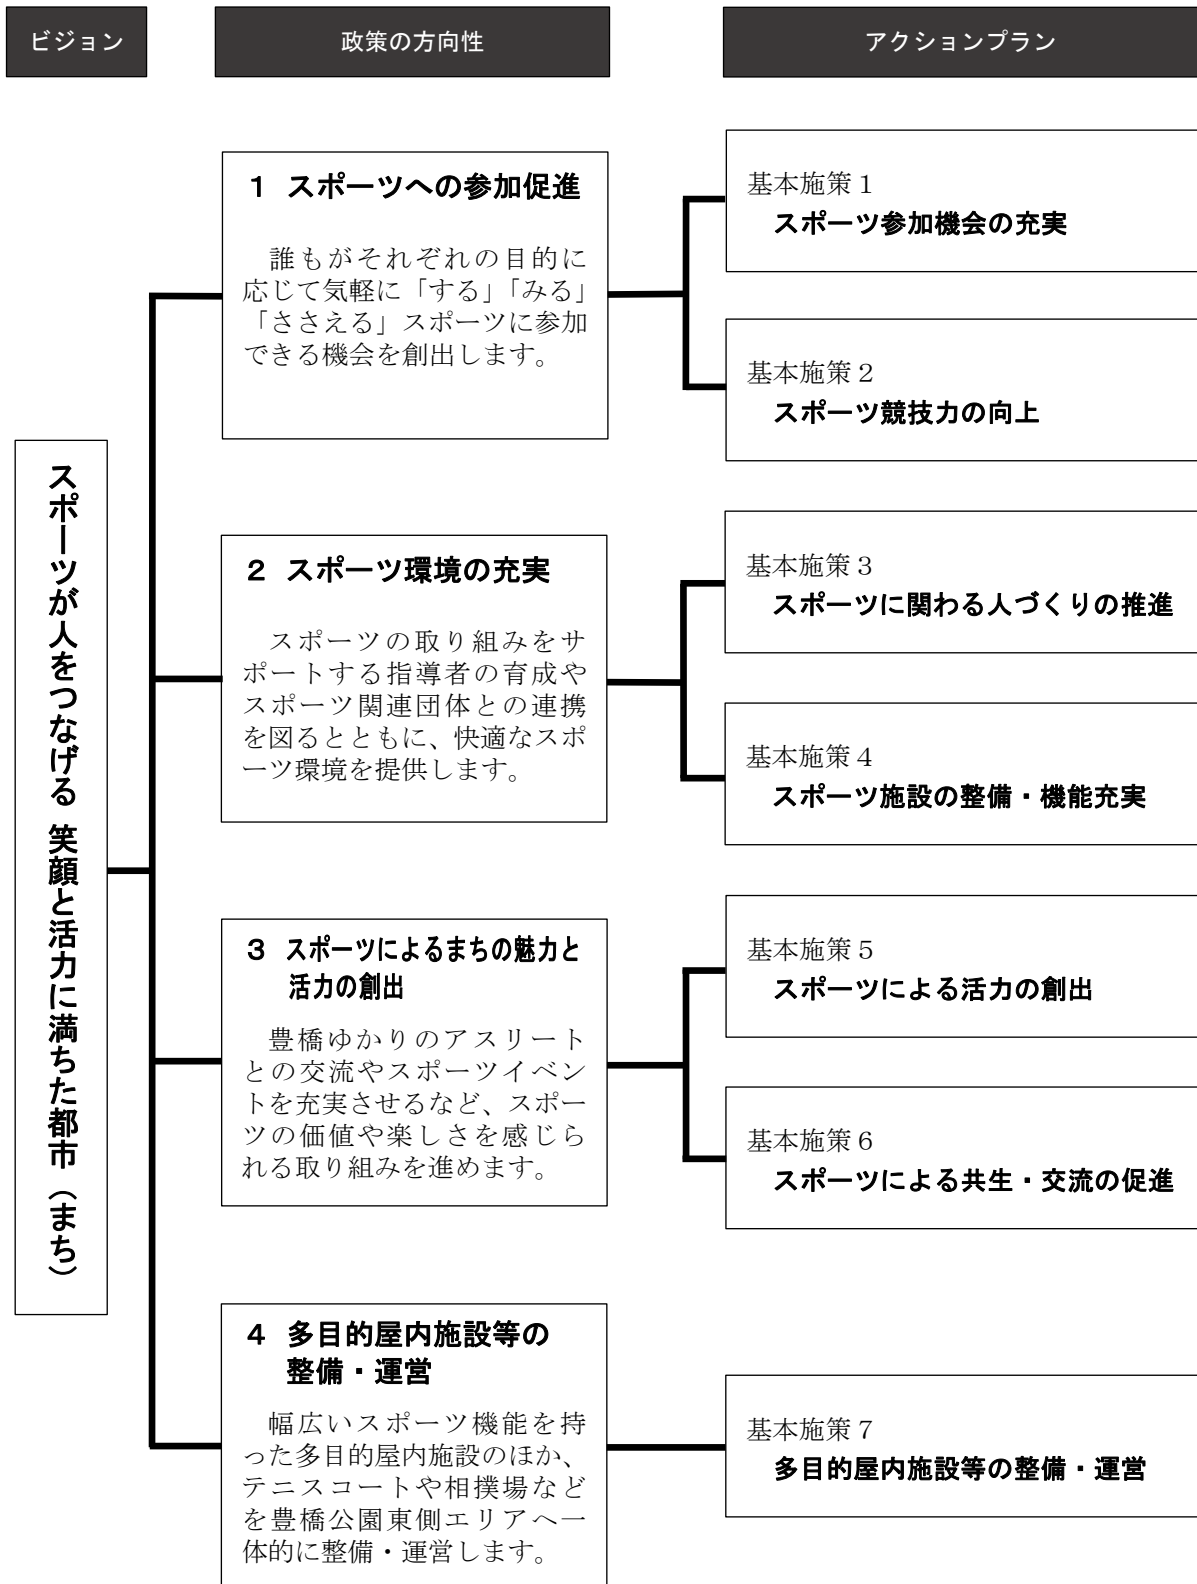 ビジョン
政策の方向性
アクションプラン
スポーツが人をつなげる 笑顔と活力に満ちた都市（まち）
１ スポーツへの参加促進
誰もがそれぞれの目的に
応じて気軽に「する」「みる」
「ささえる」スポーツに参加
できる機会を創出します。
基本施策１
スポーツ参加機会の充実
基本施策２
スポーツ競技力の向上
２ スポーツ環境の充実
スポーツの取り組みをサ
ポートする指導者の育成や
スポーツ関連団体との連携
を図るとともに、快適なスポ
ーツ環境を提供します。
基本施策３
スポーツに関わる人づくりの推進
基本施策４
スポーツ施設の整備・機能充実
３ スポーツによるまちの魅力と
活力の創出
豊橋ゆかりのアスリート
との交流やスポーツイベン
トを充実させるなど、スポー
ツの価値や楽しさを感じら
れる取り組みを進めます。
基本施策５
スポーツによる活力の創出
基本施策６
スポーツによる共生・交流の促進
４ 多目的屋内施設等の
整備・運営
幅広いスポーツ機能を持
った多目的屋内施設のほか、
テニスコートや相撲場など
を豊橋公園東側エリアへ一
体的に整備・運営します。
基本施策７
多目的屋内施設等の整備・運営